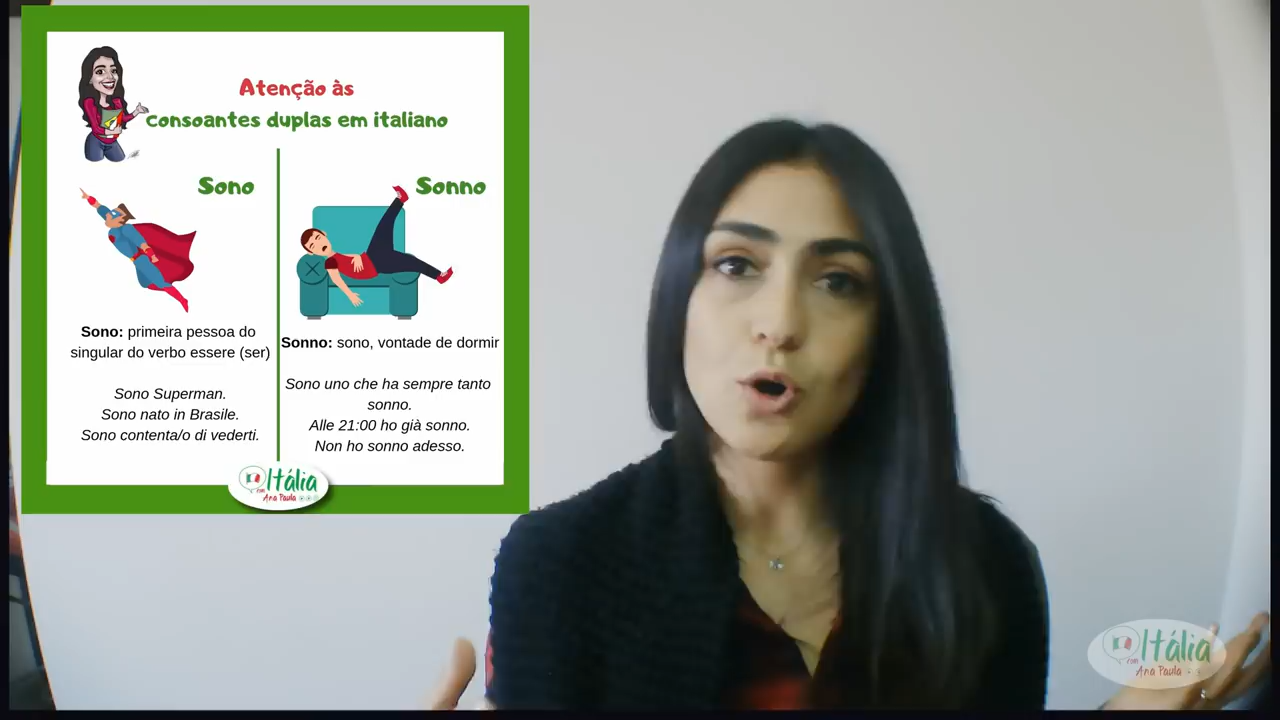 Atenção às
consoantes duplas em italiano
Sono
Sonno
Sono: primeira pessoa do
singular do verbo essere (ser)
Sono Superman.
Sono nato in Brasile.
Sono contenta/o di vederti.
Sonno: sono, vontade de dormir
Sono uno che ha sempre tanto
sonno.
Alle 21:00 ho già sonno.
Non ho sonno adesso.
Itália
com
Ana Paula
Itália
com
Ana Paula